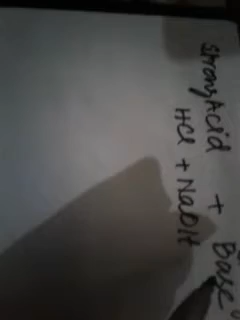 Strong Acid + Base
HCl + NaOH